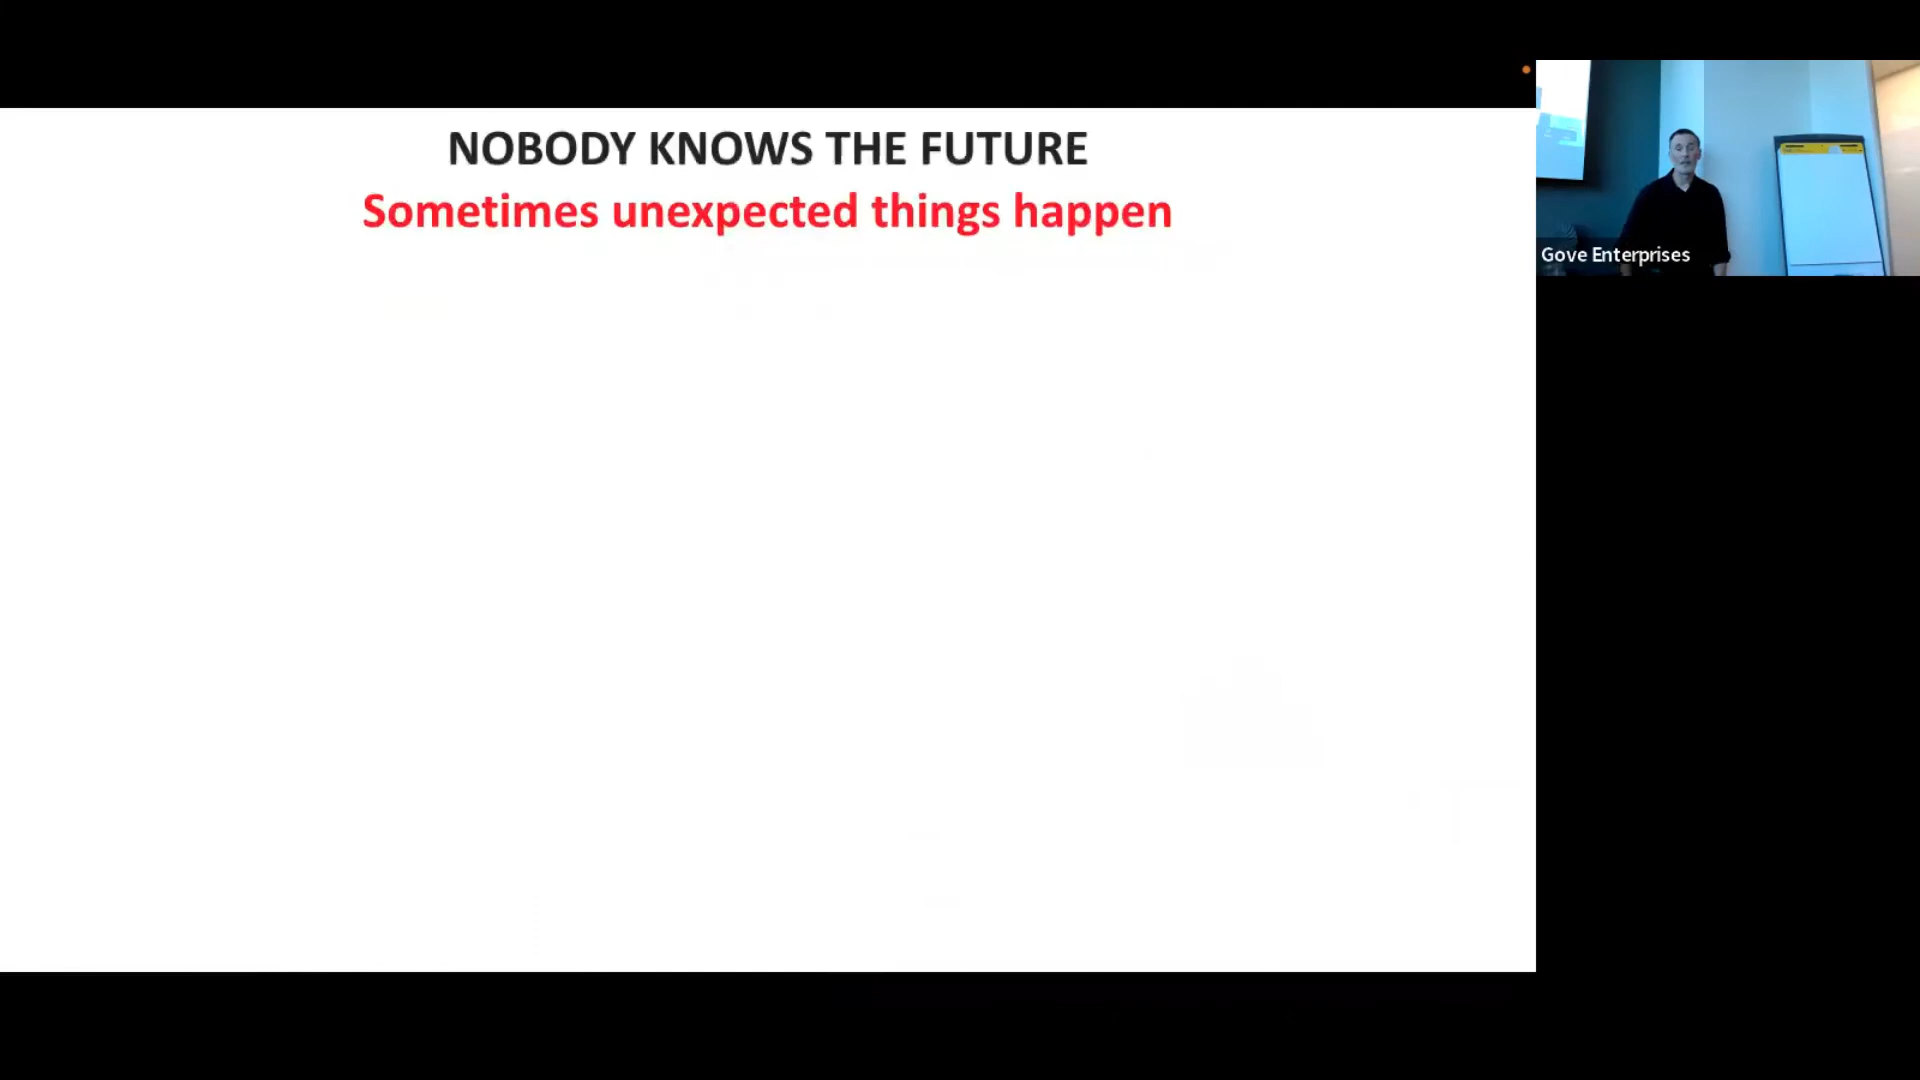 NOBODY KNOWS THE FUTURE
Sometimes unexpected things happen
Gove Enterprises